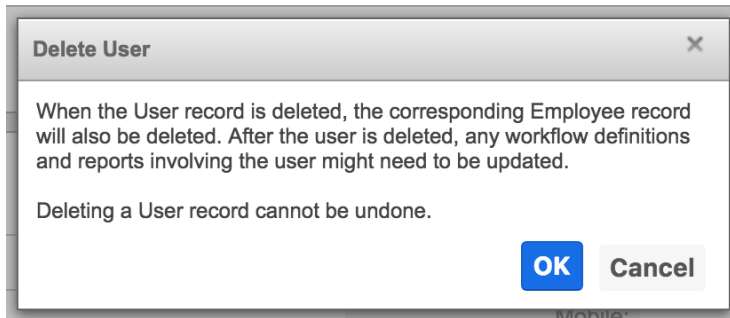 Delete User
When the User record is deleted, the corresponding Employee record
will also be deleted. After the user is deleted, any workflow definitions
and reports involving the user might need to be updated.
Deleting a User record cannot be undone.
OK Cancel
Mobile: